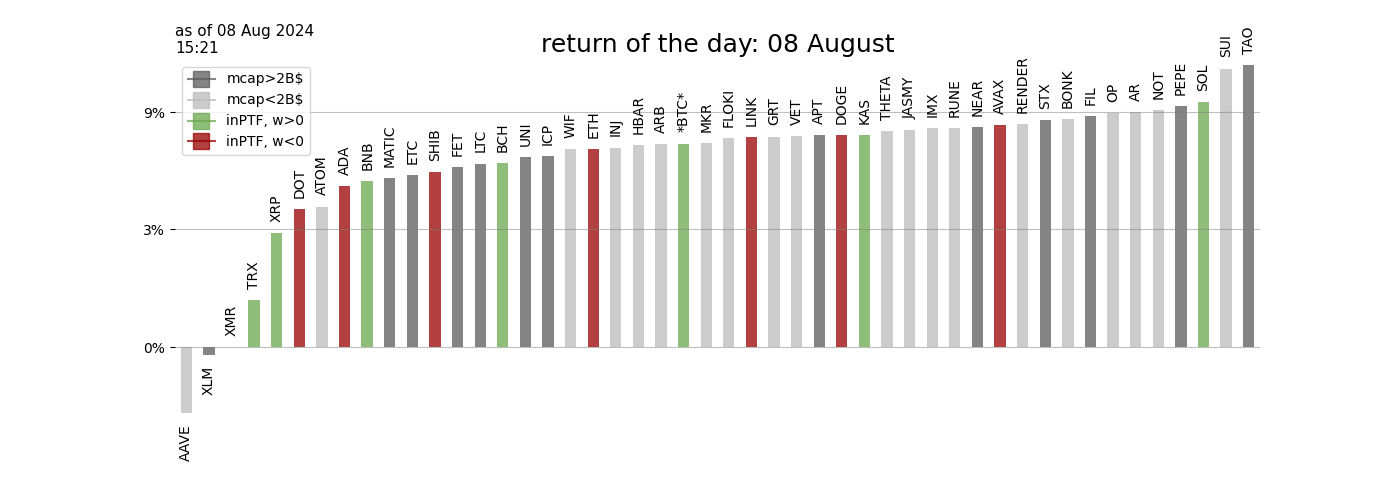 as of 08 Aug 2024
15:21
return of the day: 08 August
mcap>2B$
mcap<2B$
inPTF, w>0
inPTF, w<0
9%
3%
0%
AAVE
XLM
XMR
TRX
XRP
DOT
ATOM
ADA
BNB
MATIC
ETC
SHIB
FET
LTC
BCH
UNI
ICP
WIF
ETH
INJ
HBAR
ARB
*BTC*
MKR
FLOKI
LINK
GRT
VET
APT
DOGE
KAS
THETA
JASMY
IMX
RUNE
NEAR
AVAX
RENDER
STX
BONK
FIL
OP
AR
NOT
PEPE
SOL
SUI
TAO